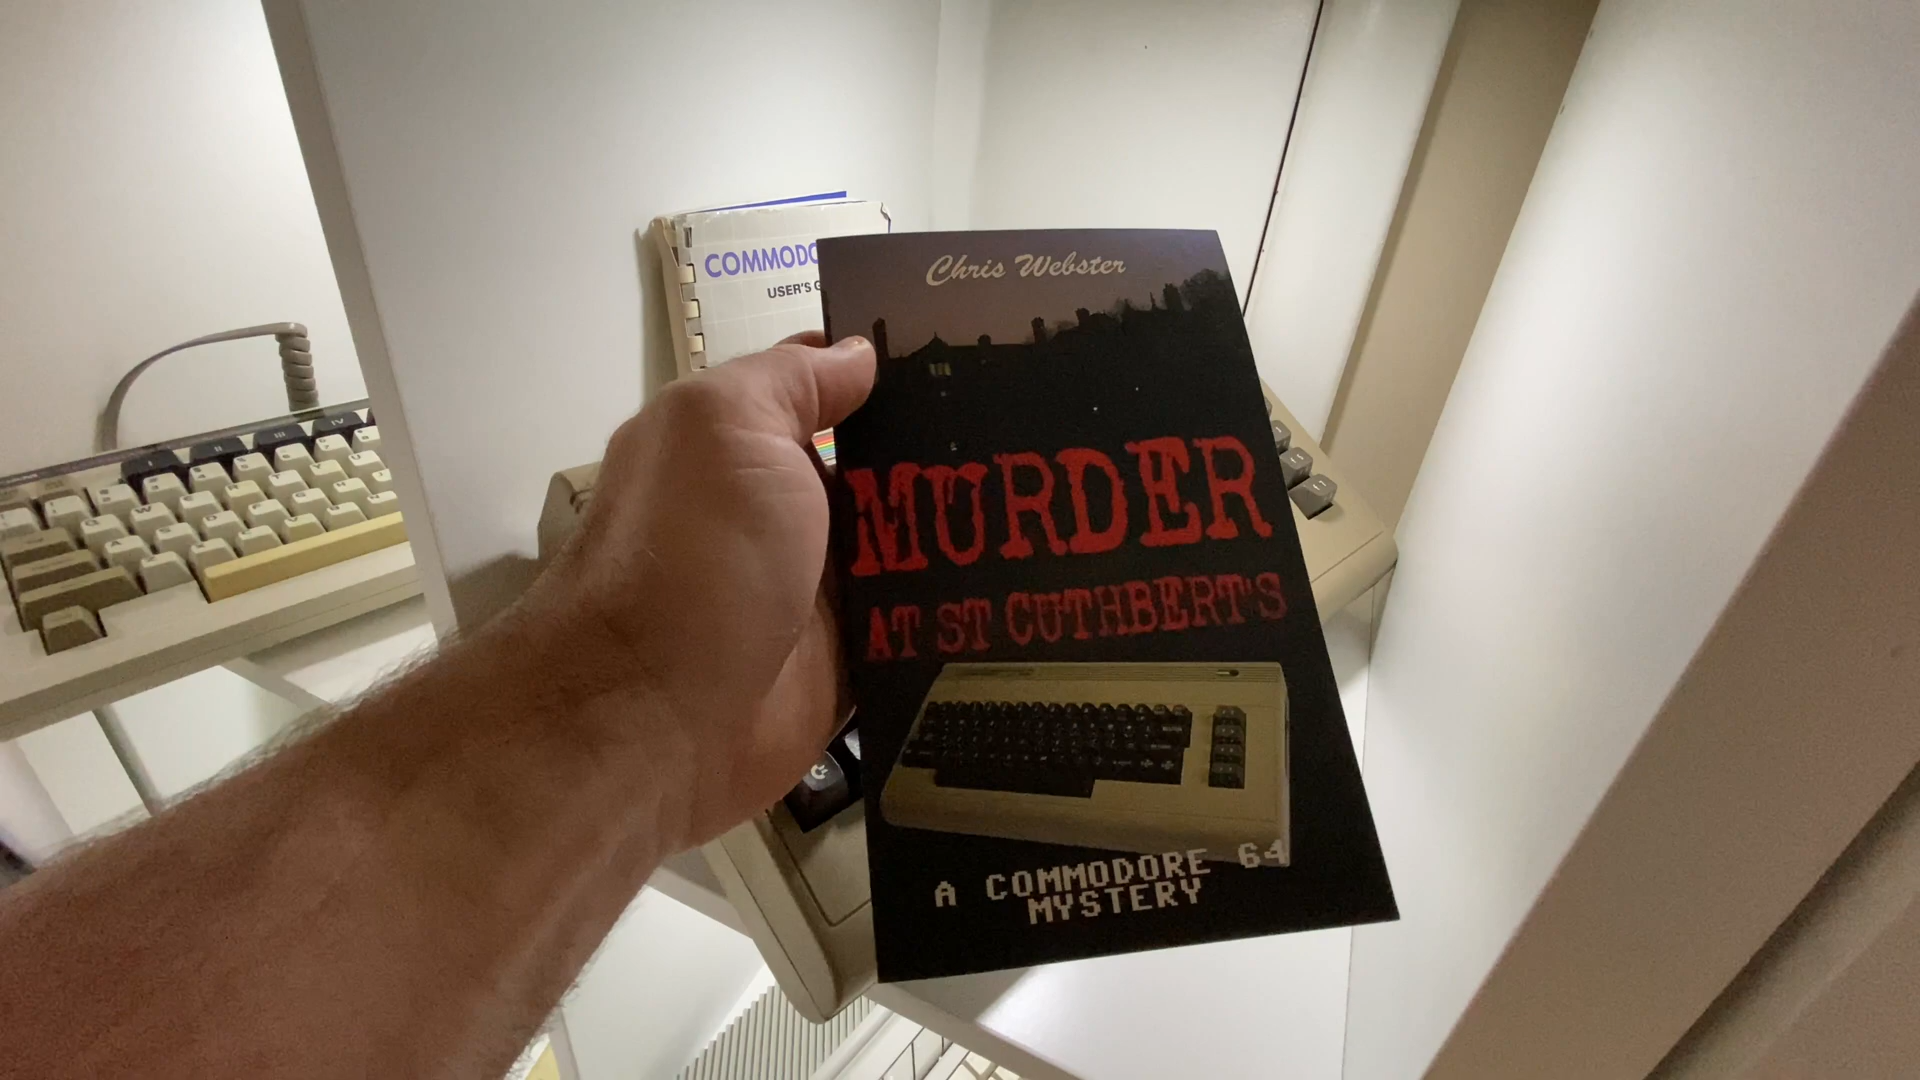 COMMODO
USER'S G
Chris Webster
MURDER
AT ST CUTHBERT'S
A COMMODORE 64
MYSTERY